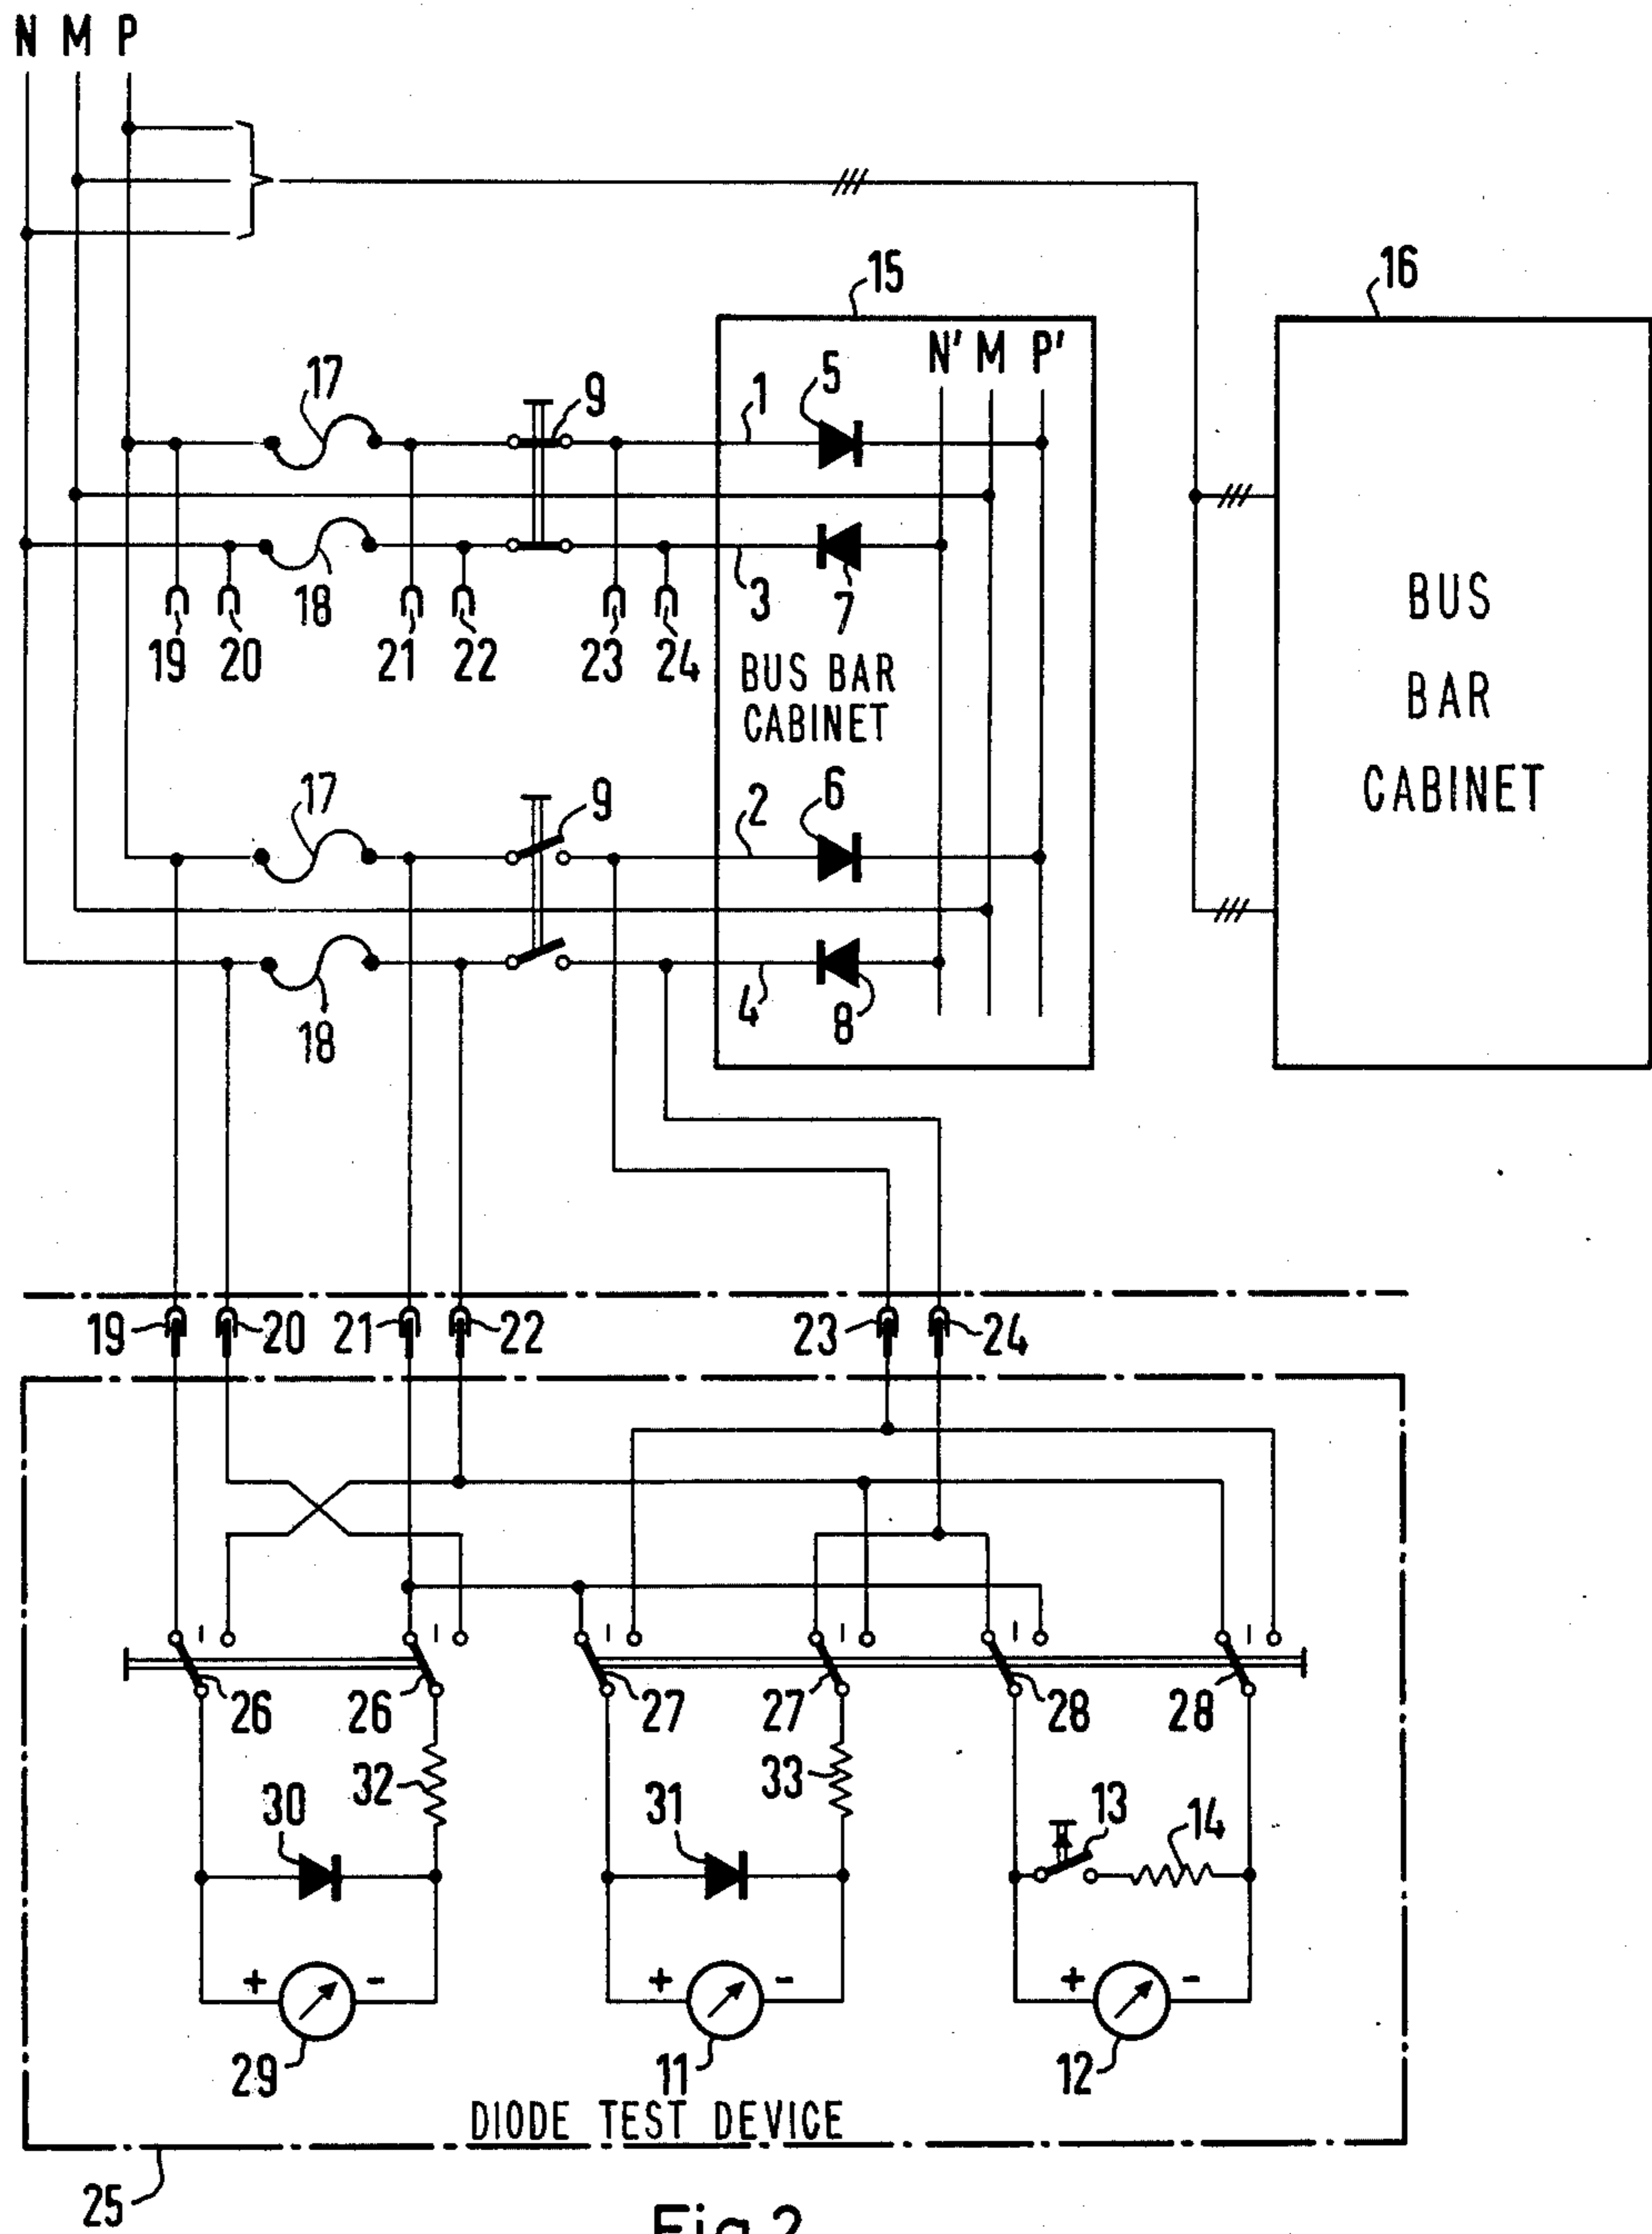 N M P
15
16
N' M P'
17
9
1
5
18
3
7
19 20 21 22 23 24
BUS BAR
CABINET
BUS
BAR
CABINET
17
9
2
6
18
4
8
19 20 21 22 23 24
26 26 27 27 28 28
32
33
30
31
13
14
+ -
+ -
+ -
29
11
12
DIODE TEST DEVICE
25
Fig.2